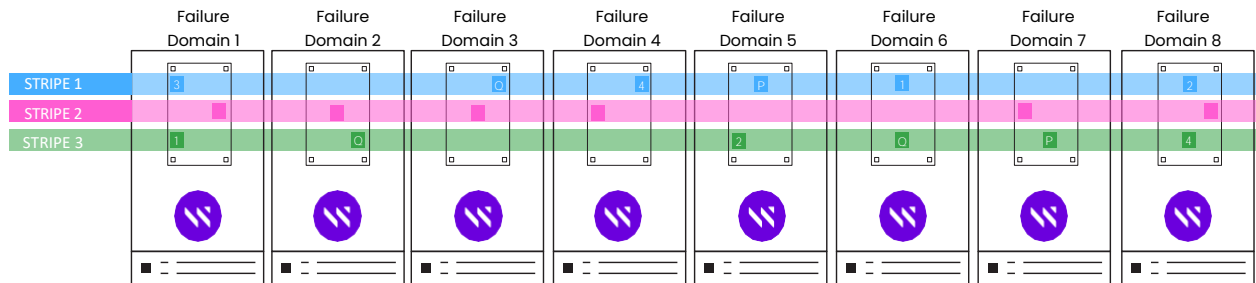 Failure Domain 1
Failure Domain 2
Failure Domain 3
Failure Domain 4
Failure Domain 5
Failure Domain 6
Failure Domain 7
Failure Domain 8
STRIPE 1 3 Q 4 P 1 2
STRIPE 2
STRIPE 3 1 Q 2 Q P 4